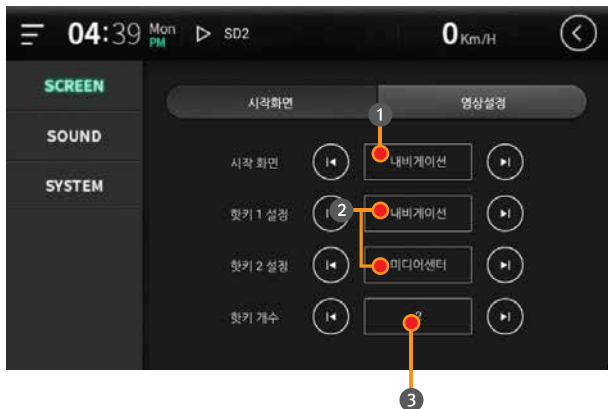 04:39 Mon PM SD2 0 Km/H
SCREEN
SOUND
SYSTEM
시작화면 영상설정
1
시작 화면 내비게이션
2
핫키 1 설정 내비게이션
핫키 2 설정 미디어센터
핫키 개수 2
3